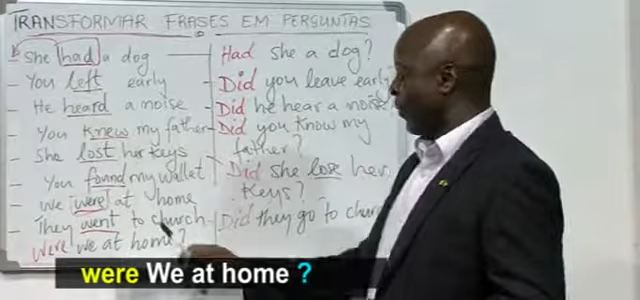 TRANSFORMAR FRASES EM PERGUNTAS
She had a dog
You left early
He heard a noise
You knew my father
She lost her keys
You found my wallet
We were at home
They went to church
Were we at home?
Had she a dog?
Did you leave early
Did he hear a noise?
Did you know my
father?
Did she lose her
keys?
Did they go to
were We at home ?